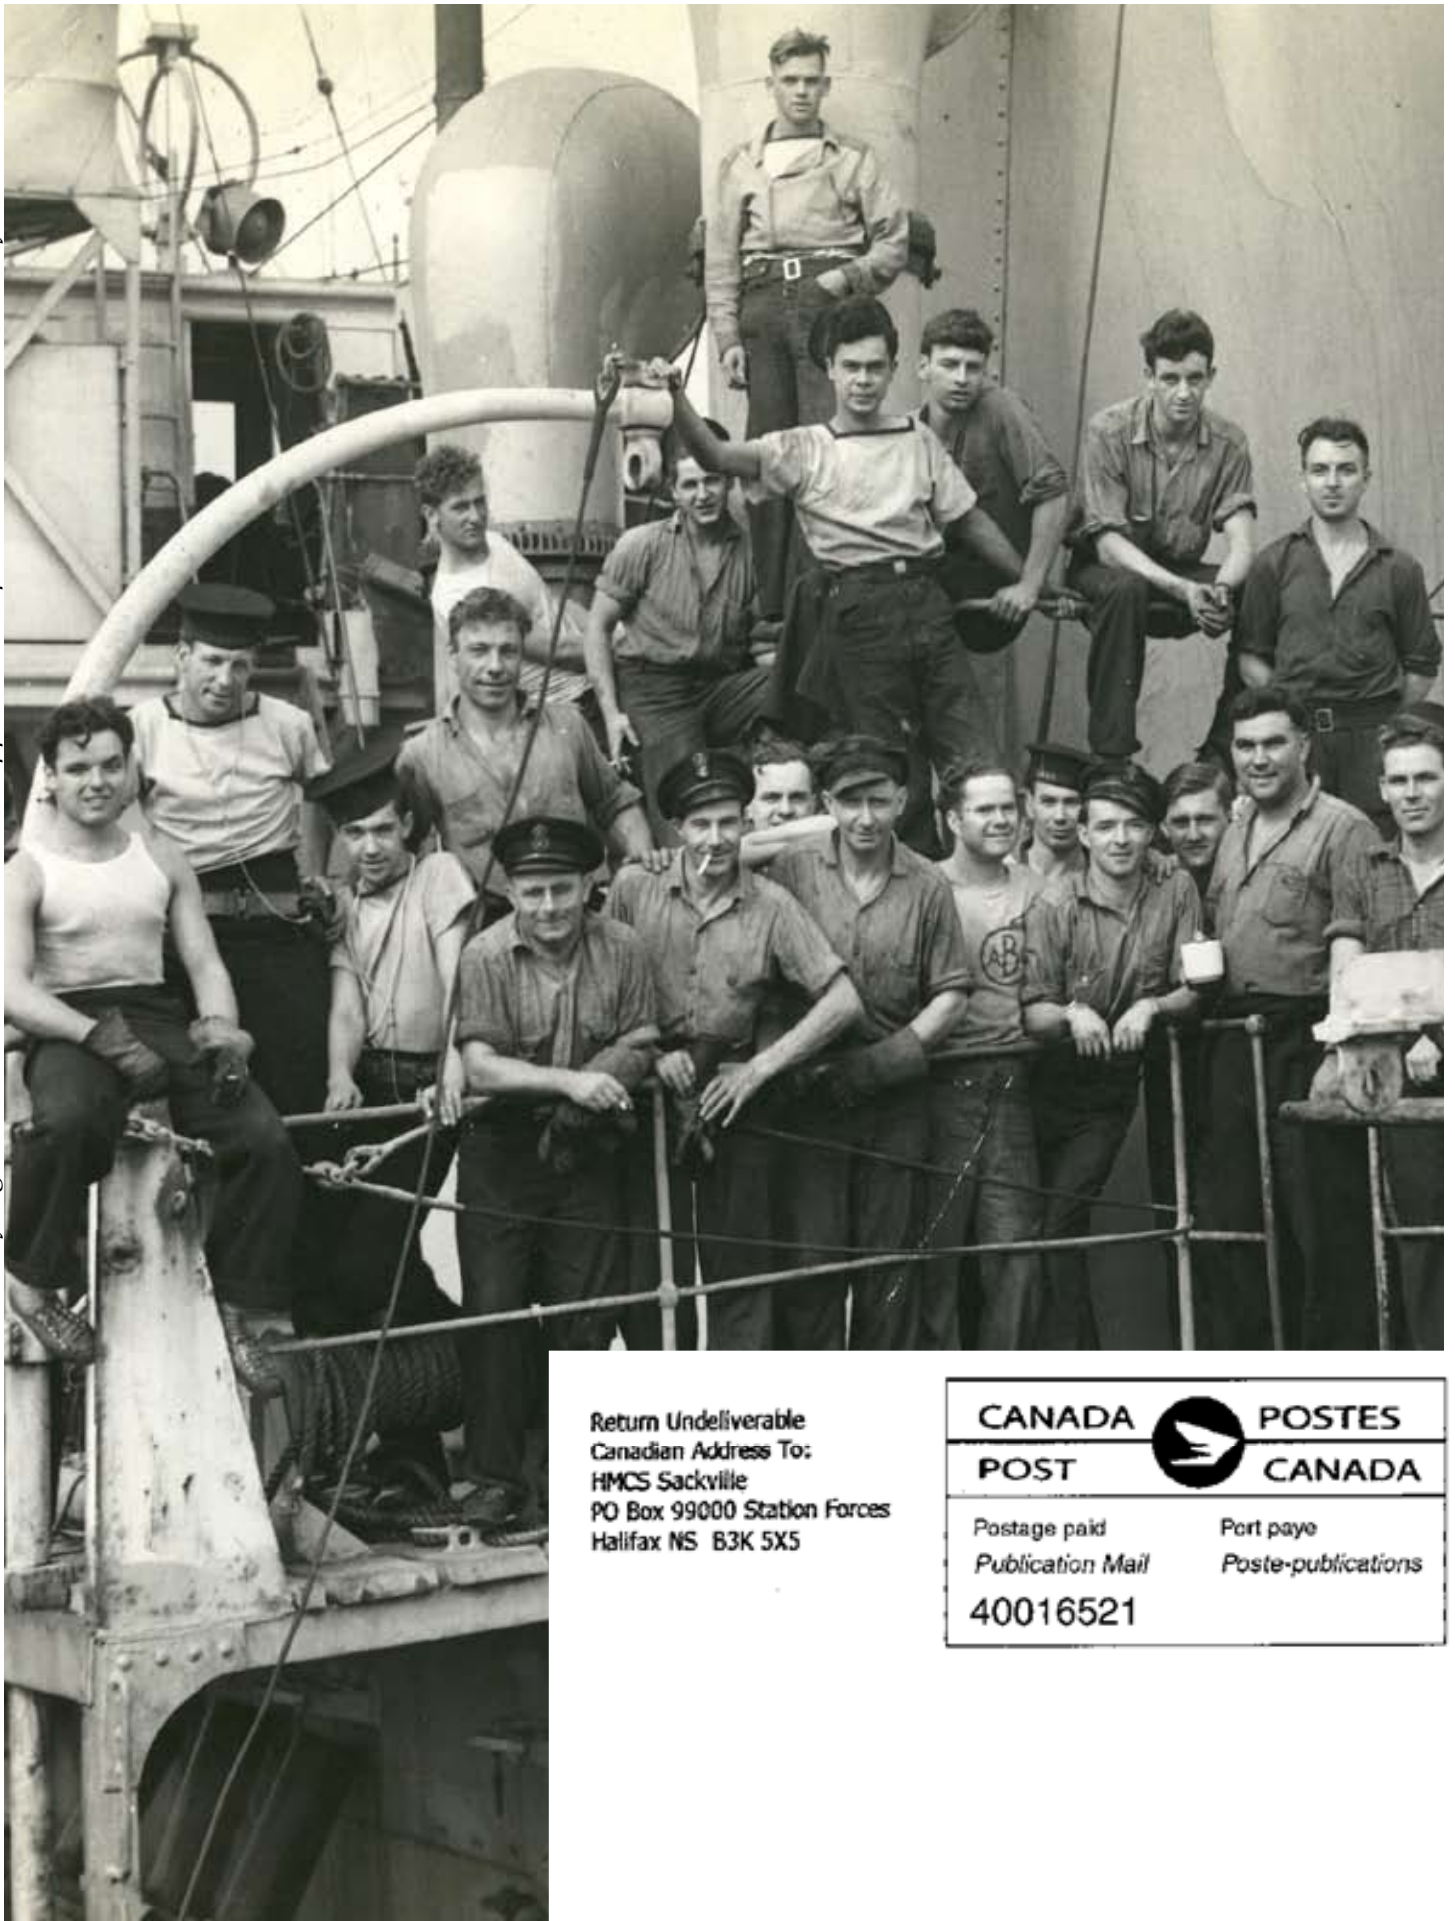 Return Undeliverable
Canadian Address To:
HMCS Sackville
PO Box 99000 Station Forces
Halifax NS B3K 5X5
CANADA POSTES
POST CANADA
Postage paid Port paye
Publication Mail Poste-publications
40016521